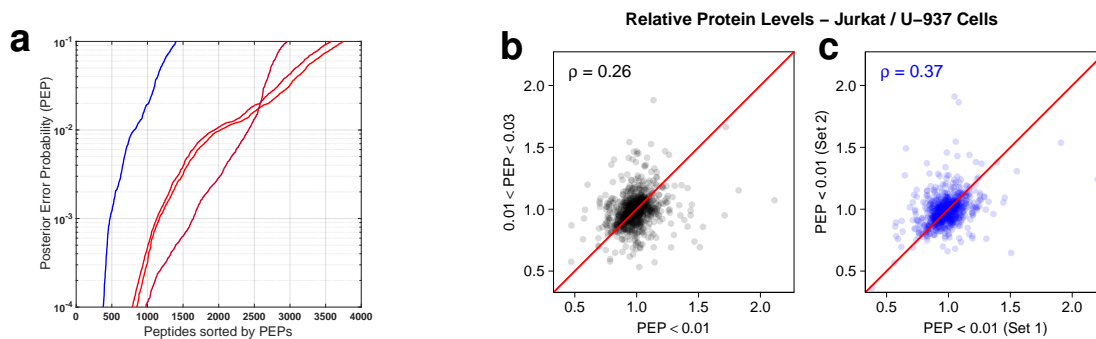 Relative Protein Levels − Jurkat / U−937 Cells
a
Posterior Error Probability (PEP)
10⁻¹
10⁻²
10⁻³
10⁻⁴
0 500 1000 1500 2000 2500 3000 3500 4000
Peptides sorted by PEPs
b
ρ = 0.26
0.01 < PEP < 0.03
2.0
1.5
1.0
0.5
0.5 1.0 1.5 2.0
PEP < 0.01
c
ρ = 0.37
PEP < 0.01 (Set 2)
2.0
1.5
1.0
0.5
0.5 1.0 1.5 2.0
PEP < 0.01 (Set 1)